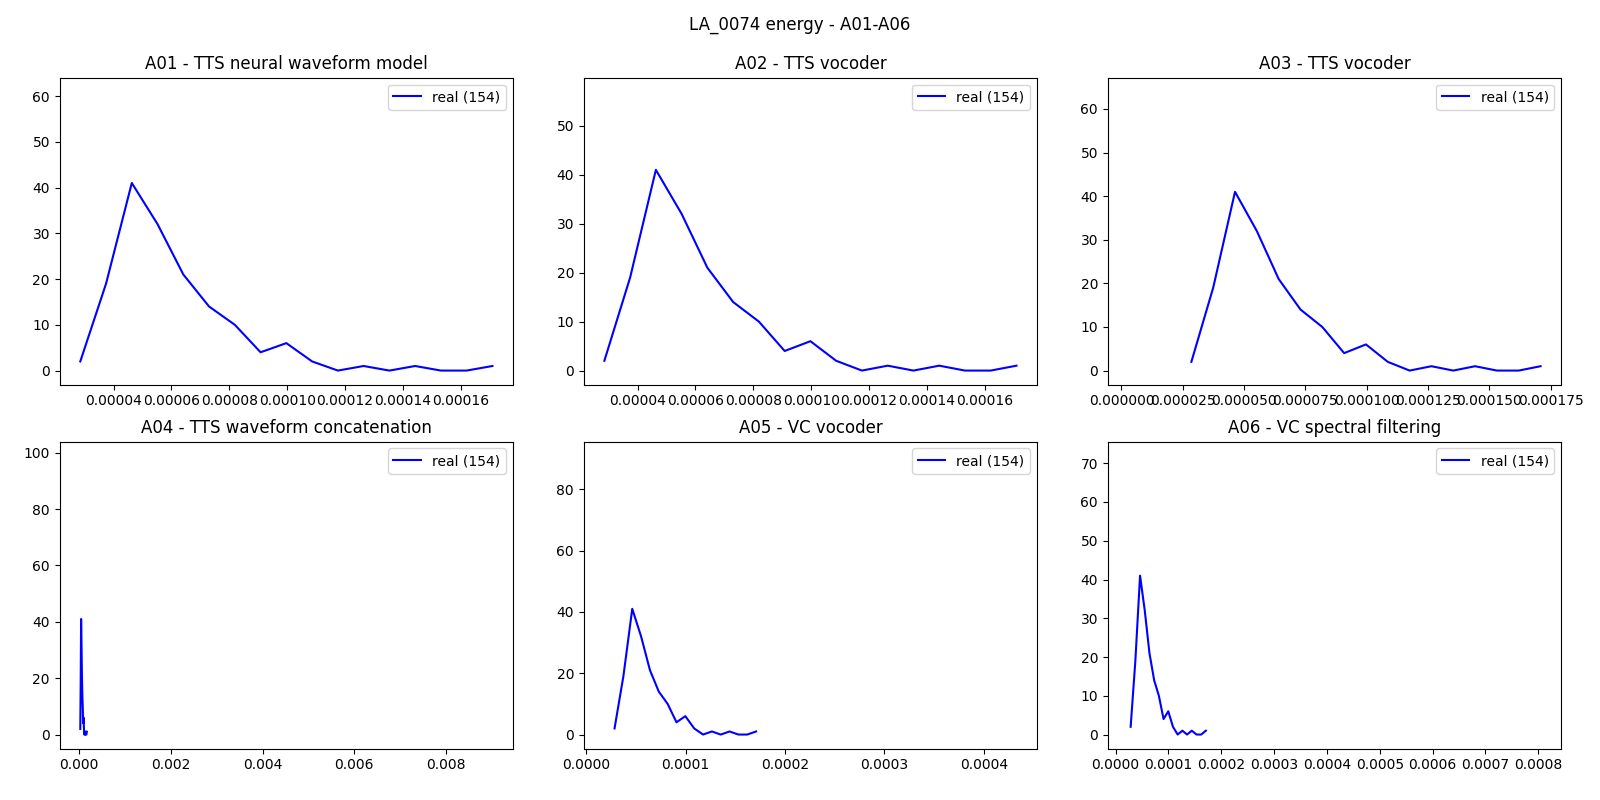 LA_0074 energy - A01-A06
A01 - TTS neural waveform model
real (154)
60
50
40
30
20
10
0
0.00004 0.00006 0.00008 0.00010 0.00012 0.00014 0.00016
A02 - TTS vocoder
real (154)
50
40
30
20
10
0
0.00004 0.00006 0.00008 0.00010 0.00012 0.00014 0.00016
A03 - TTS vocoder
real (154)
60
50
40
30
20
10
0
0.000000 0.000025 0.000050 0.000075 0.000100 0.000125 0.000150 0.000175
A04 - TTS waveform concatenation
real (154)
100
80
60
40
20
0
0.000 0.002 0.004 0.006 0.008
A05 - VC vocoder
real (154)
80
60
40
20
0
0.0000 0.0001 0.0002 0.0003 0.0004
A06 - VC spectral filtering
real (154)
70
60
50
40
30
20
10
0
0.0000 0.0001 0.0002 0.0003 0.0004 0.0005 0.0006 0.0007 0.0008